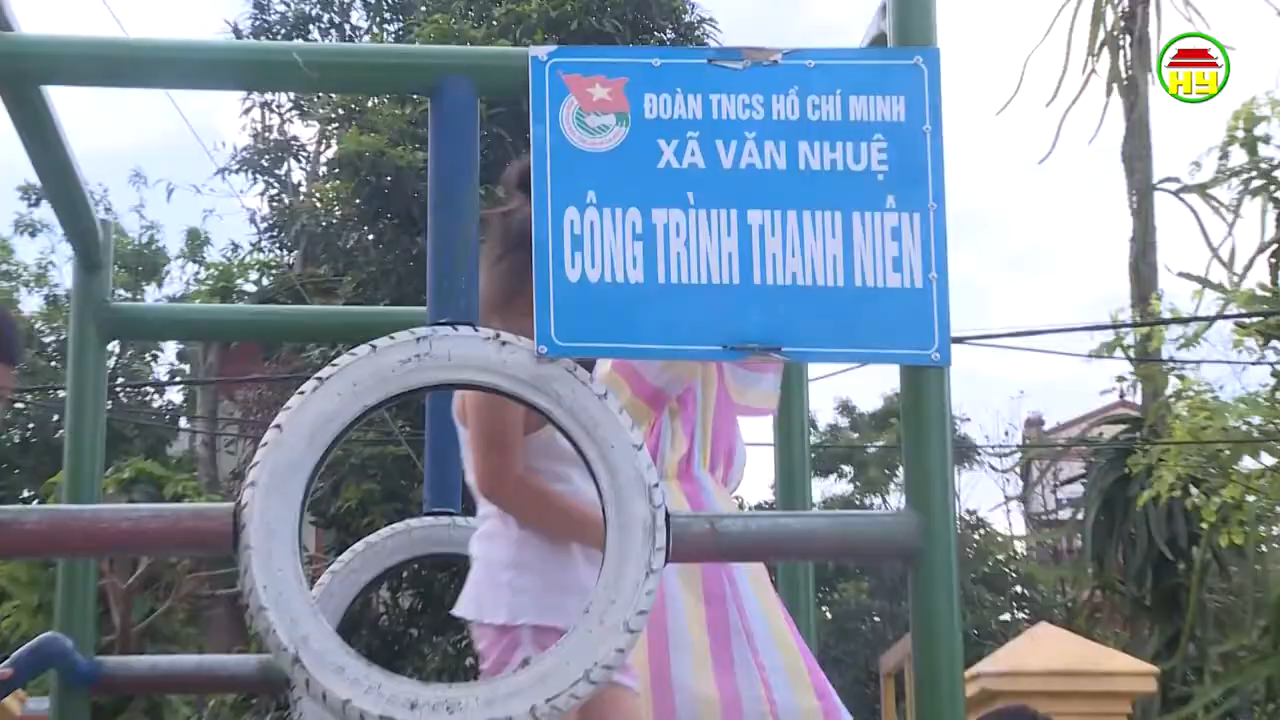 ĐOÀN TNCS HỒ CHÍ MINH
XÃ VĂN NHUỆ
CÔNG TRÌNH THANH NIÊN
HY